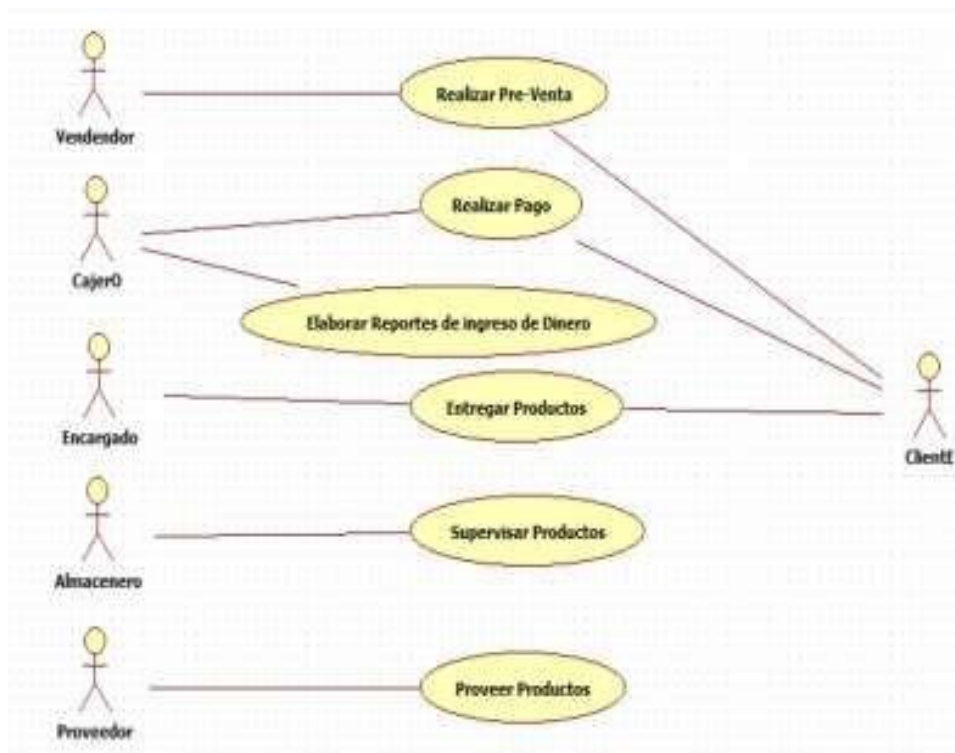 Realizar Pre-Venta
Vendendor
Realizar Pago
CajerO
Elaborar Reportes de ingreso de Dinero
Entregar Productos
Encargado
ClientE
Supervisar Productos
Almacenero
Proveer Productos
Proveedor